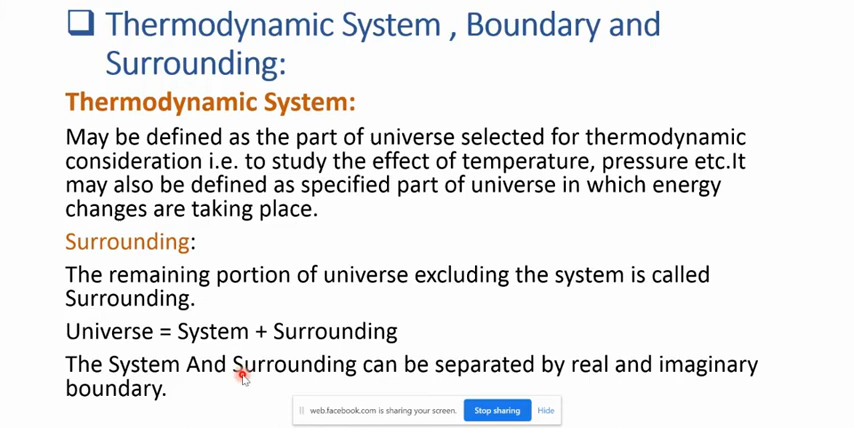 Thermodynamic System , Boundary and
Surrounding:
Thermodynamic System:
May be defined as the part of universe selected for thermodynamic
consideration i.e. to study the effect of temperature, pressure etc.It
may also be defined as specified part of universe in which energy
changes are taking place.
Surrounding:
The remaining portion of universe excluding the system is called
Surrounding.
Universe = System + Surrounding
The System And Surrounding can be separated by real and imaginary
boundary.
web.facebook.com is sharing your screen. Stop sharing Hide